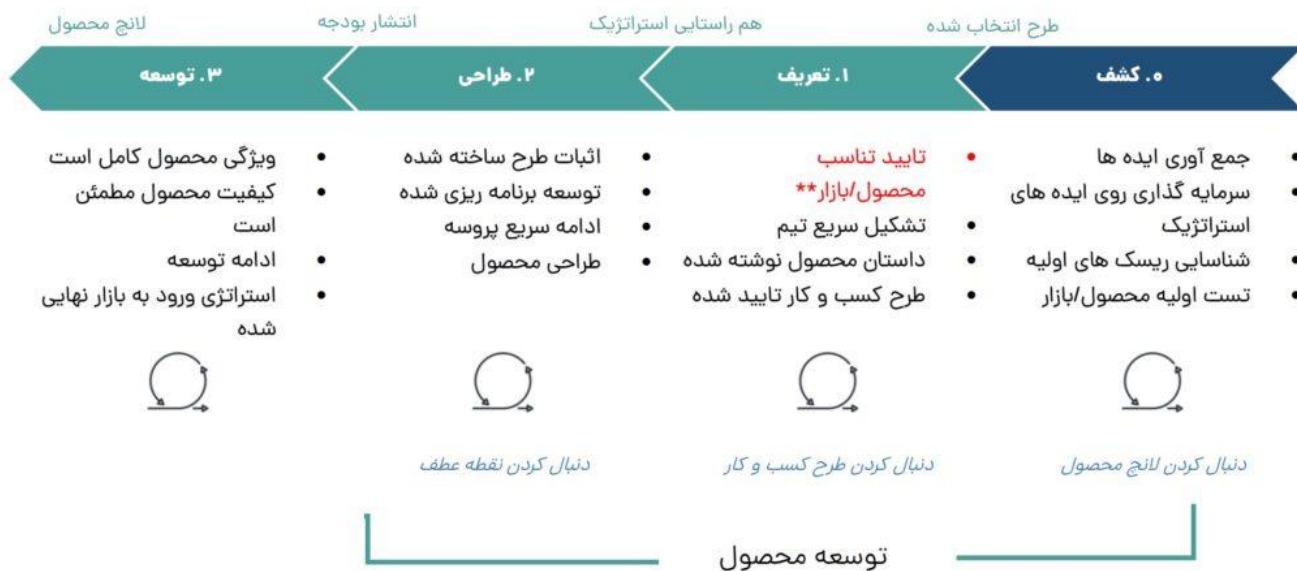 طرح انتخاب شده
هم راستایی استراتژیک
انتشار بودجه
لانچ محصول
۰. کشف
۱. تعریف
۲. طراحی
۳. توسعه
جمع آوری ایده ها
سرمایه گذاری روی ایده های
استراتژیک
شناسایی ریسک های اولیه
تست اولیه محصول/بازار
تایید تناسب
محصول/بازار**
تشکیل سریع تیم
داستان محصول نوشته شده
طرح کسب و کار تایید شده
اثبات طرح ساخته شده
توسعه برنامه ریزی شده
ادامه سریع پروسه
طراحی محصول
ویژگی محصول کامل است
کیفیت محصول مطمئن
است
ادامه توسعه
استراتژی ورود به بازار نهایی
شده
دنبال کردن لانچ محصول
دنبال کردن طرح کسب و کار
دنبال کردن نقطه عطف
توسعه محصول